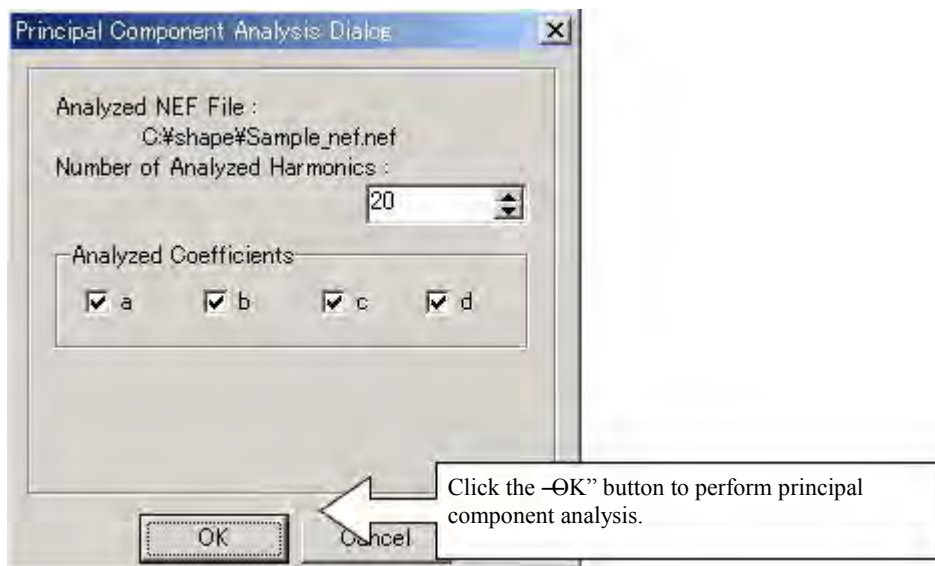 Principal Component Analysis Dialog
Analyzed NEF File :
C:¥shape¥Sample_nef.nef
Number of Analyzed Harmonics :
20
Analyzed Coefficients
a b c d
Click the –OK” button to perform principal
component analysis.
OK Cancel